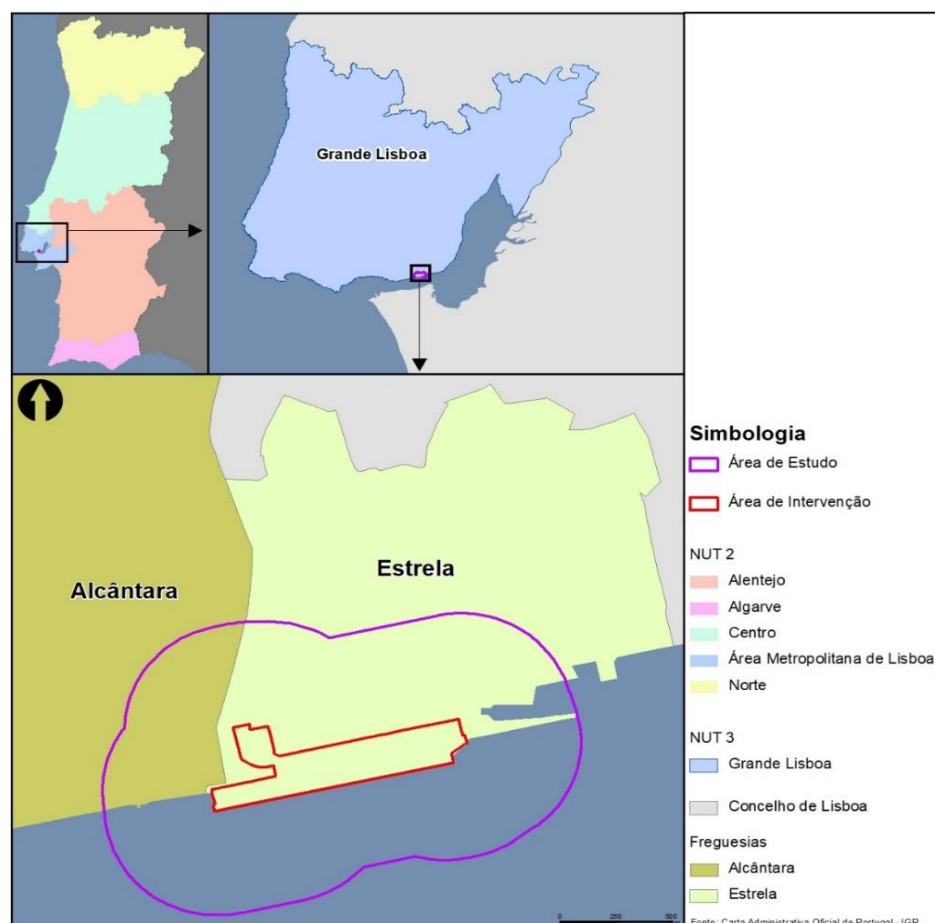 Grande Lisboa
Alcântara
Estrela
Simbologia
Área de Estudo
Área de Intervenção
NUT 2
Alentejo
Algarve
Centro
Área Metropolitana de Lisboa
Norte
NUT 3
Grande Lisboa
Concelho de Lisboa
Freguesias
Alcântara
Estrela
0 250 500
Fonte: Carta Administrativa Oficial de Portugal - IGP